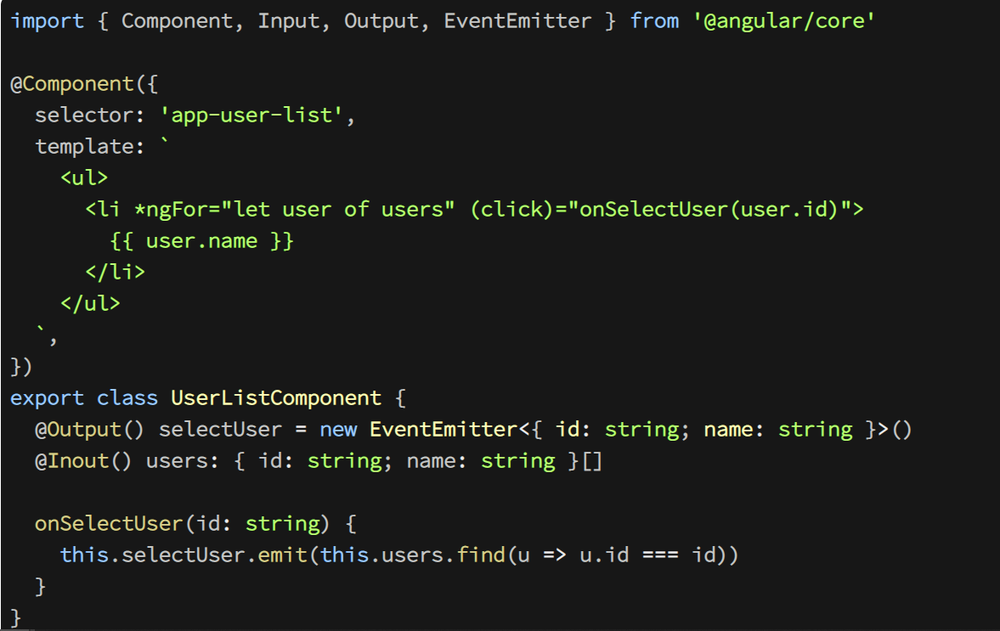 import { Component, Input, Output, EventEmitter } from '@angular/core'

@Component({
  selector: 'app-user-list',
  template: `
    <ul>
      <li *ngFor="let user of users" (click)="onSelectUser(user.id)">
        {{ user.name }}
      </li>
    </ul>
  `,
})
export class UserListComponent {
  @Output() selectUser = new EventEmitter<{ id: string; name: string }>()
  @Inout() users: { id: string; name: string }[]

  onSelectUser(id: string) {
    this.selectUser.emit(this.users.find(u => u.id === id))
  }
}